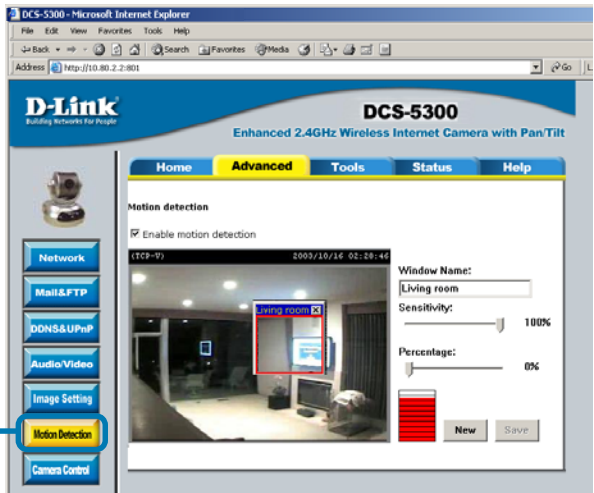 DCS-5300 - Microsoft Internet Explorer
File Edit View Favorites Tools Help
Back Search Favorites Media
Address http://10.80.2.2:801 Go
D-Link
Building Networks for People
DCS-5300
Enhanced 2.4GHz Wireless Internet Camera with Pan/Tilt
Home Advanced Tools Status Help
Motion detection
Enable motion detection
(TCP-V) 2003/10/16 02:28:46
Living room
Window Name:
Living room
Sensitivity:
100%
Percentage:
0%
New Save
Network
Mail&FTP
DDNS&UPnP
Audio/Video
Image Setting
Motion Detection
Camera Control